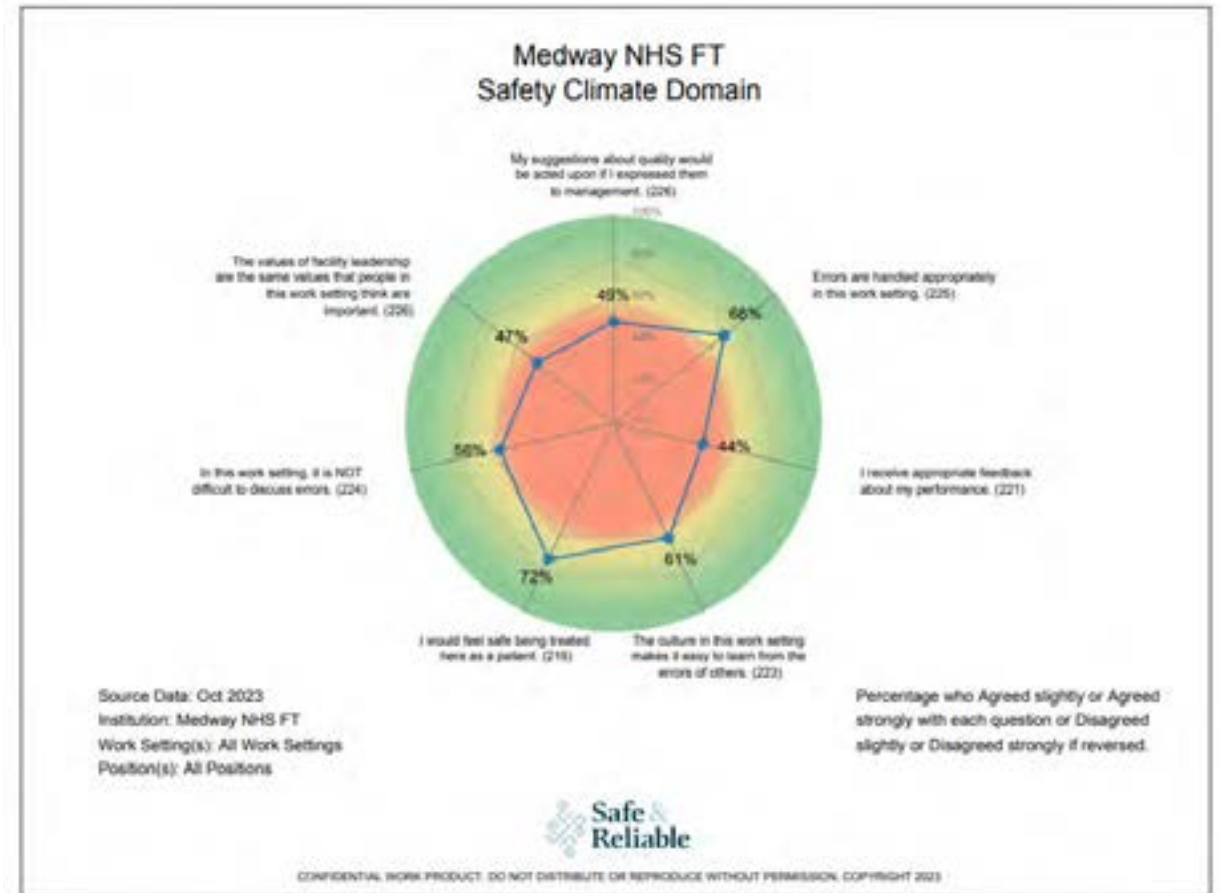 Medway NHS FT
Safety Climate Domain
My suggestions about quality would
be acted upon if I expressed them
to management. (226)
100%
80%
60%
40%
20%
49%
The values of facility leadership
are the same values that people in
this work setting think are
important. (226)
47%
Errors are handled appropriately
in this work setting. (225)
68%
In this work setting, it is NOT
difficult to discuss errors. (224)
56%
I receive appropriate feedback
about my performance. (221)
44%
72%
61%
I would feel safe being treated
here as a patient.
The culture in this work setting
makes it easy to learn from the
errors of others. (223)
Source Data: Oct 2023
Institution: Medway NHS FT
Work Setting(s): All Work Settings
Position(s): All Positions
Percentage who Agreed slightly or Agreed
strongly with each question or Disagreed
slightly or Disagreed strongly if reversed.
Safe &
Reliable
CONFIDENTIAL WORK PRODUCT: DO NOT DISTRIBUTE OR REPRODUCE WITHOUT PERMISSION. COPYRIGHT 2023